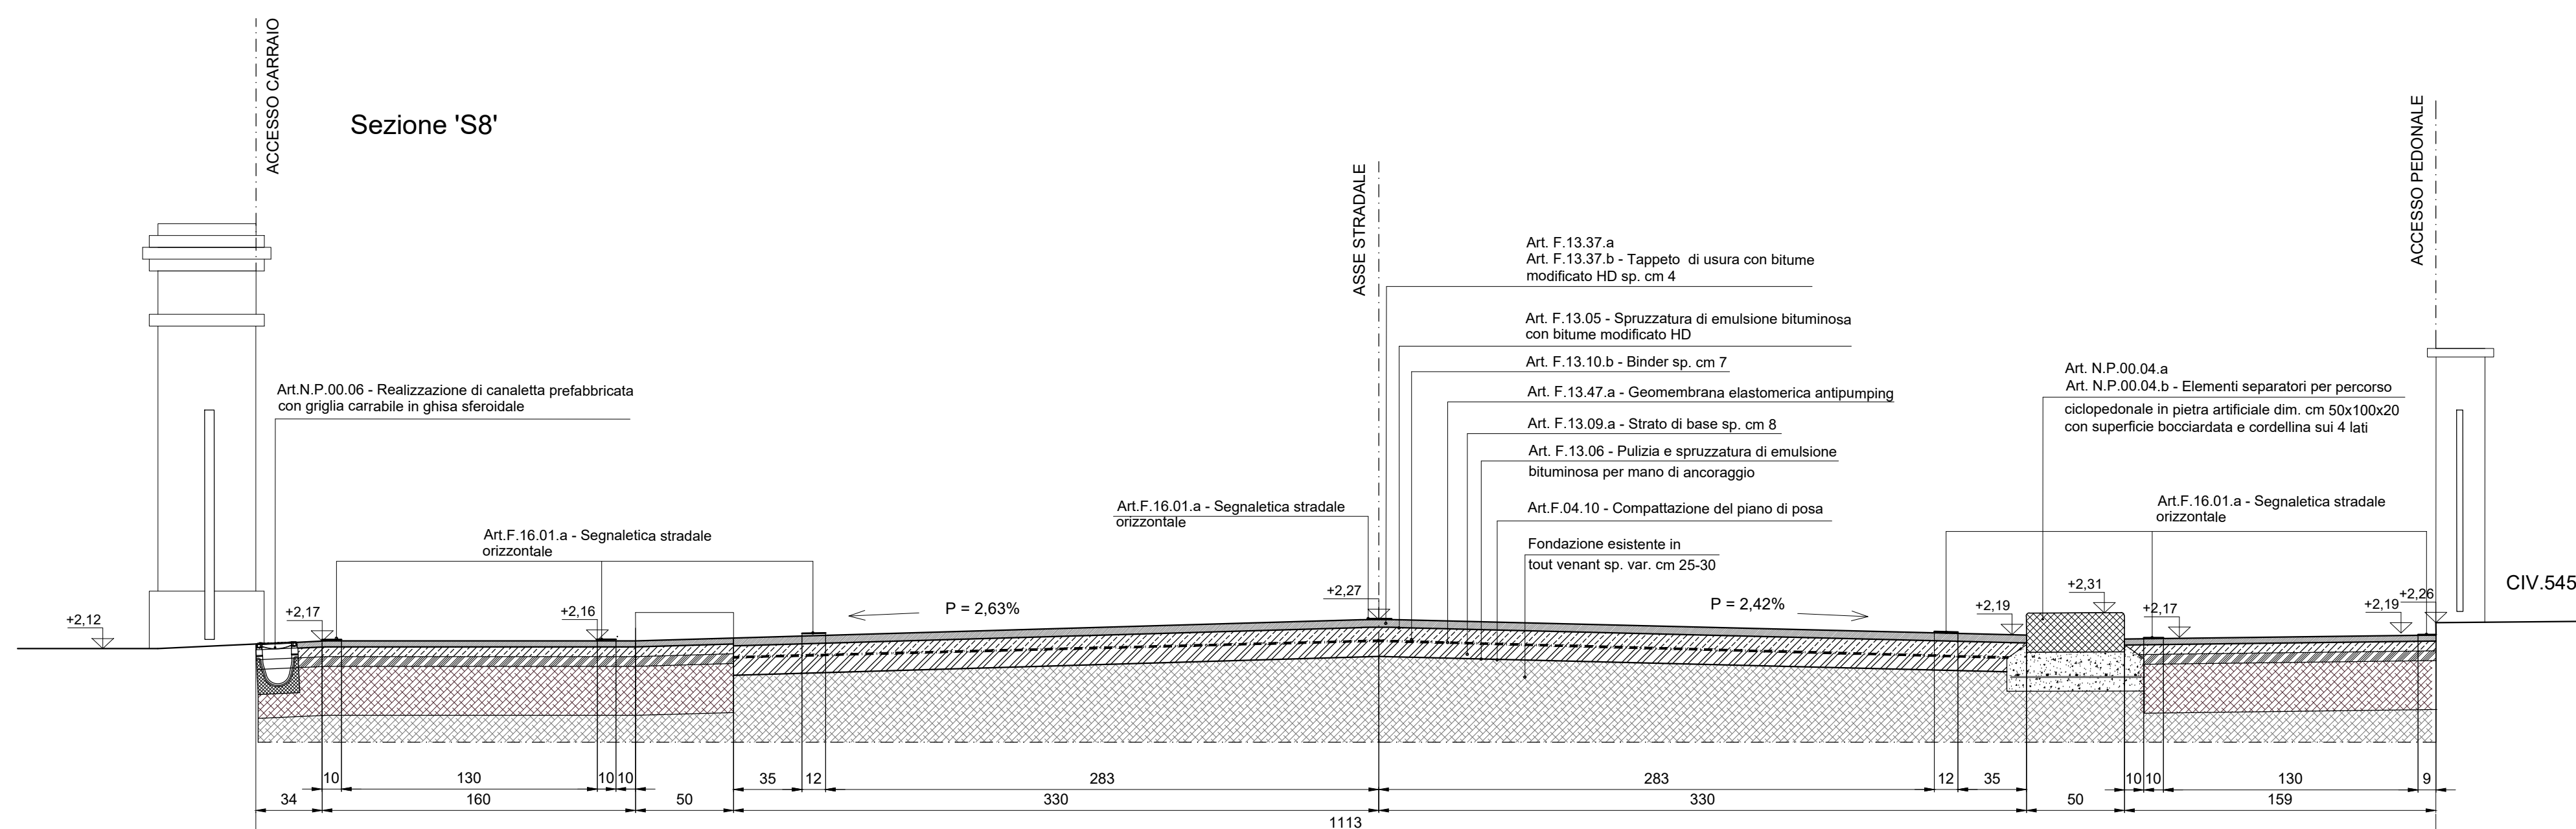 ACCESSO CARRAIO
Sezione 'S8'
ASSE STRADALE
ACCESSO PEDONALE
Art. F.13.37.a
Art. F.13.37.b - Tappeto di usura con bitume
modificato HD sp. cm 4
Art. F.13.05 - Spruzzatura di emulsione bituminosa
con bitume modificato HD
Art. F.13.10.b - Binder sp. cm 7
Art. F.13.47.a - Geomembrana elastomerica antipumping
Art. F.13.09.a - Strato di base sp. cm 8
Art. F.13.06 - Pulizia e spruzzatura di emulsione
bituminosa per mano di ancoraggio
Art.F.04.10 - Compattazione del piano di posa
Fondazione esistente in
tout venant sp. var. cm 25-30
Art. N.P.00.04.a
Art. N.P.00.04.b - Elementi separatori per percorso
ciclopedonale in pietra artificiale dim. cm 50x100x20
con superficie bocciardata e cordellina sui 4 lati
Art.N.P.00.06 - Realizzazione di canaletta prefabbricata
con griglia carrabile in ghisa sferoidale
Art.F.16.01.a - Segnaletica stradale
orizzontale
Art.F.16.01.a - Segnaletica stradale
orizzontale
Art.F.16.01.a - Segnaletica stradale
orizzontale
CIV.545
+2,12
+2,17
+2,16
P = 2,63%
+2,27
P = 2,42%
+2,19
+2,31
+2,17
+2,19
+2,26
10 130 10 10 35 12 283 283 12 35 10 10 130 9
34 160 50 330 330 50 159
1113